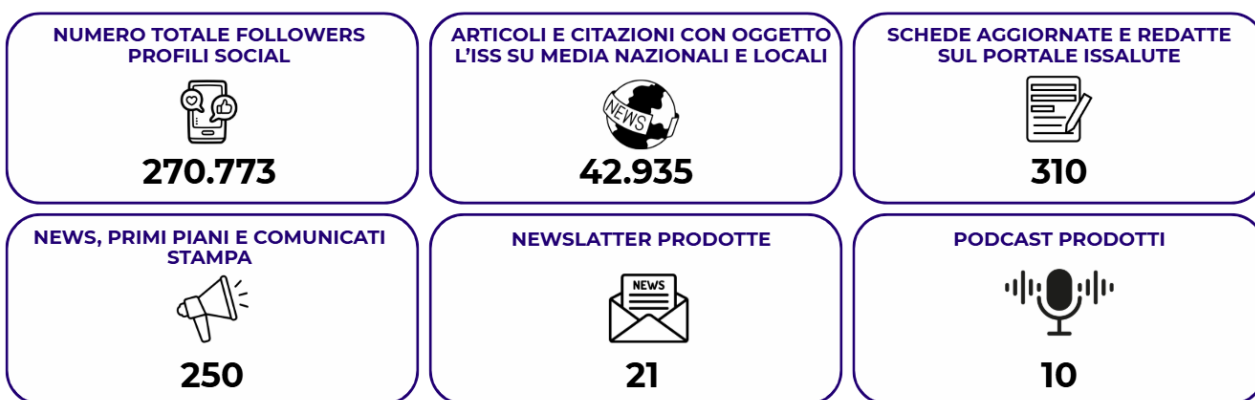 NUMERO TOTALE FOLLOWERS
PROFILI SOCIAL
270.773
ARTICOLI E CITAZIONI CON OGGETTO
L'ISS SU MEDIA NAZIONALI E LOCALI
NEWS
42.935
SCHEDE AGGIORNATE E REDATTE
SUL PORTALE ISSALUTE
310
NEWS, PRIMI PIANI E COMUNICATI
STAMPA
250
NEWSLATTER PRODOTTE
NEWS
21
PODCAST PRODOTTI
10